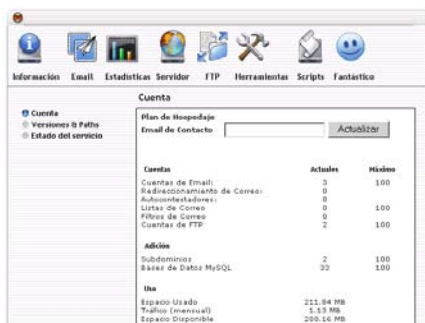 Información Email Estadísticas Servidor FTP Herramientas Scripts Fantástico
Cuenta
Cuenta
Versiones & Paths
Estado del servicio
Plan de Hospedaje
Email de Contacto Actualizar
Cuentas Actuales Máximo
Cuentas de Email: 3 100
Redireccionamiento de Correo: 0
Autocontestadores: 0
Listas de Correo 0 100
Filtros de Correo 0
Cuentas de FTP 2 100
Adición
Subdominios 2 100
Bases de Datos MySQL 33 100
Uso
Espacio Usado 211.84 MB
Tráfico (mensual) 1.13 MB
Espacio Disponible 288.16 MB